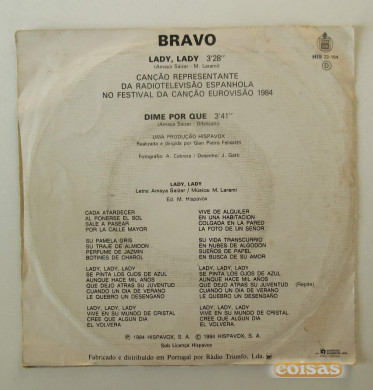 BRAVO
LADY, LADY 3'28"
(Amaya Saizar - M. Larami)
CANÇÃO REPRESENTANTE
DA RADIOTELEVISÃO ESPANHOLA
NO FESTIVAL DA CANÇÃO EUROVISÃO 1984
DIME POR QUE 3'41"
(Amaya Saizar -
UMA PRODUÇÃO HISPAVOX
Realizada e dirigida por Gian Pietro Felisatti
Fotografia: A. Cabrera / Desenho: J. Gatti
LADY, LADY
Letra: Amaya Saizar / Música: M. Larami
Ed. M. Hispavox
CADA ATARDECER
AL PONERSE EL SOL
SALE A PASEAR
POR LA CALLE MAYOR
SU PAMELA GRIS
SU TRAJE DE ALMIDON
PERFUME DE JAZMIN
BOTINES DE CHAROL
LADY, LADY, LADY
SE PINTA LOS OJOS DE AZUL
AUNQUE HACE MIL AÑOS
QUE DEJO ATRAS SU JUVENTUD
CUANDO UN DIA DE VERANO
LE QUEBRO UN DESENGAÑO
LADY, LADY, LADY
VIVE EN SU MUNDO DE CRISTAL
CREE QUE ALGUN DIA
EL VOLVERA
VIVE DE ALQUILER
EN UNA HABITACION
COLGADA EN LA PARED
LA FOTO DE UN SEÑOR
SU VIDA TRANSCURRIO
EN NUBES DE ALGODON
SUEÑOS DE PAPEL
EN BUSCA DE SU AMOR
LADY, LADY, LADY
SE PINTA LOS OJOS DE AZUL
AUNQUE HACE MIL AÑOS
QUE DEJO ATRAS SU JUVENTUD (Repite)
CUANDO UN DIA DE VERANO
LE QUEBRO UN DESENGAÑO
LADY, LADY, LADY
VIVE EN SU MUNDO DE CRISTAL
CREE QUE ALGUN DIA
EL VOLVERA
℗ 1984 HISPAVOX, S. A. © 1984 HISPAVOX, S. A.
Sob Licença Hispavox
Fabricado e distribuído em Portugal por Rádio Triunfo, Lda.
coisas